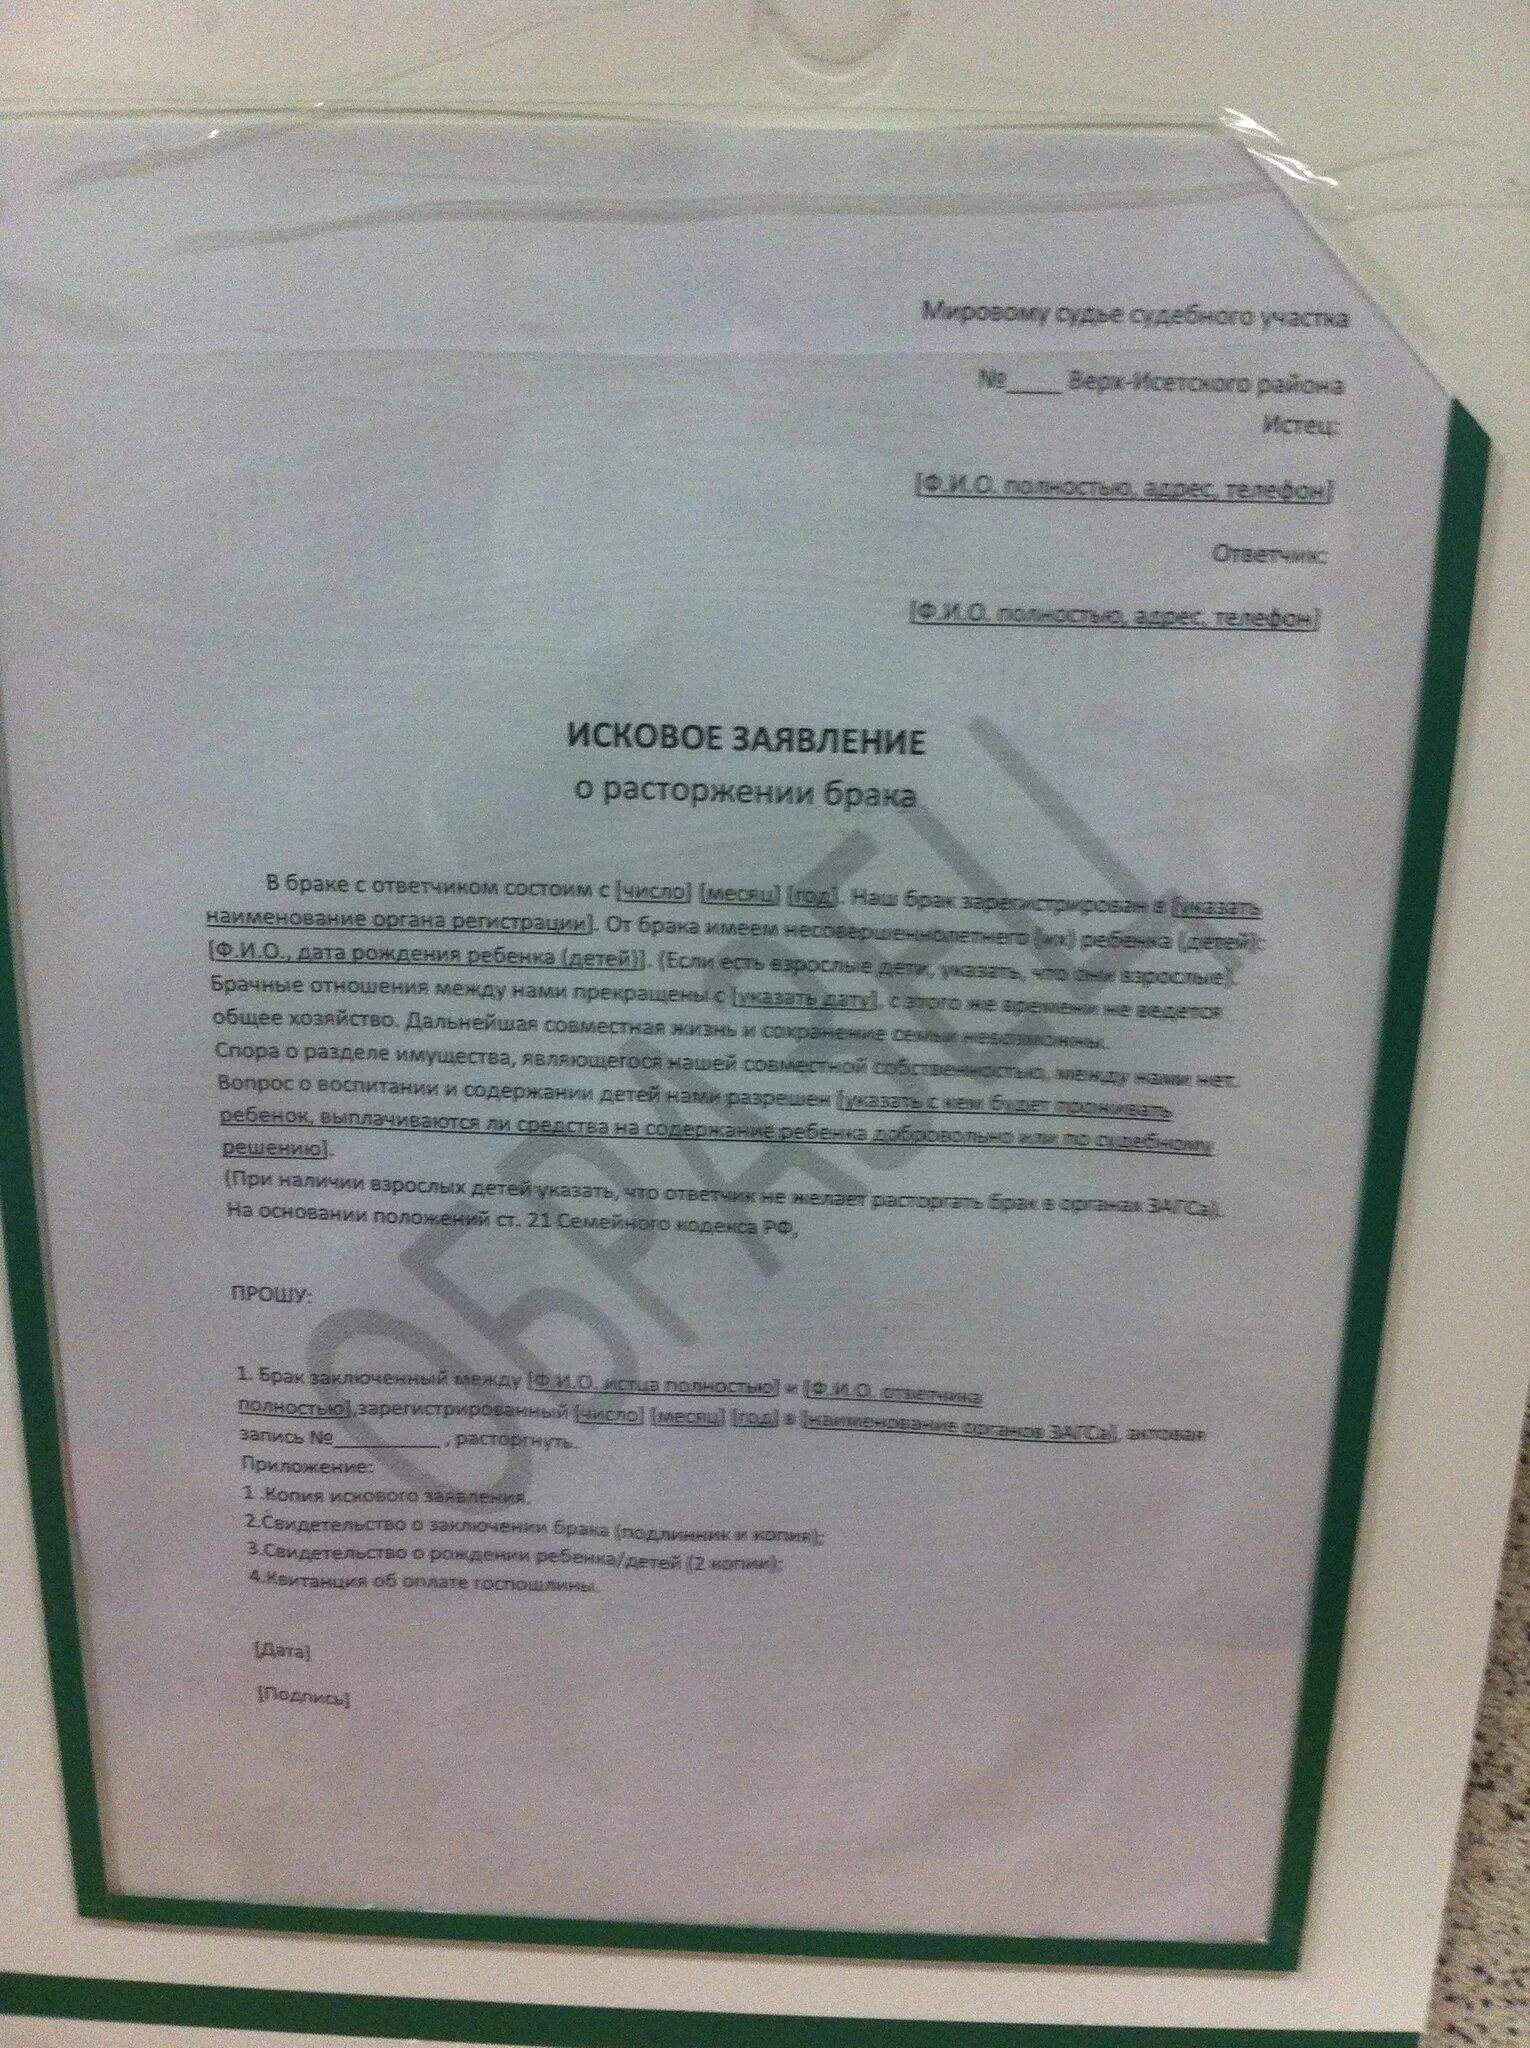 Мировому судье судебного участка
№____ Верх-Исетского района
Истец:
[Ф.И.О. полностью, адрес, телефон]
Ответчик:
[Ф.И.О. полностью, адрес, телефон]
ИСКОВОЕ ЗАЯВЛЕНИЕ
о расторжении брака
В браке с ответчиком состоим с [число] [месяц] [год]. Наш брак зарегистрирован в [указать
наименование органа регистрации]. От брака имеем несовершеннолетнего (их) ребенка (детей):
[Ф.И.О., дата рождения ребенка (детей)]. (Если есть взрослые дети, указать, что они взрослые).
Брачные отношения между нами прекращены с [указать дату], с этого же времени не ведется
общее хозяйство. Дальнейшая совместная жизнь и сохранение семьи невозможны.
Спора о разделе имущества, являющегося нашей совместной собственностью, между нами нет.
Вопрос о воспитании и содержании детей нами разрешен [указать с кем будет проживать
ребенок, выплачиваются ли средства на содержание ребенка добровольно или по судебному
решению].
(При наличии взрослых детей указать, что ответчик не желает расторгать брак в органах ЗАГСа).
На основании положений ст. 21 Семейного кодекса РФ,
ПРОШУ:
1. Брак заключенный между [Ф.И.О. истца полностью] и [Ф.И.О. ответчика
полностью],зарегистрированный [число] [месяц] [год] в [наименование органов ЗАГСа], актовая
запись №_________ , расторгнуть.
Приложение:
1 .Копия искового заявления.
2.Свидетельство о заключении брака (подлинник и копия);
3.Свидетельство о рождении ребенка/детей (2 копии);
4.Квитанция об оплате госпошлины.
[Дата]
[Подпись]
ОБРАЗЕЦ